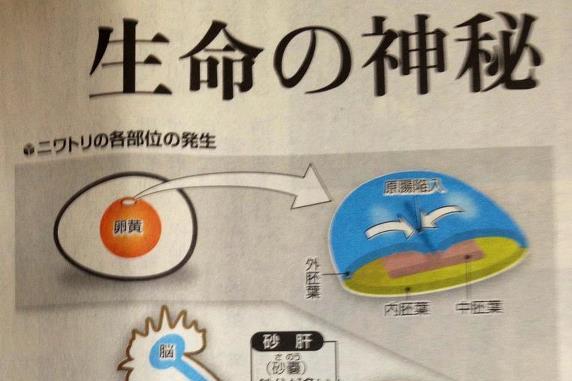 生命の神秘
ニワトリの各部位の発生
卵黄
原腸陥入
外胚葉
内胚葉
中胚葉
脳
砂肝
さのう
(砂嚢)